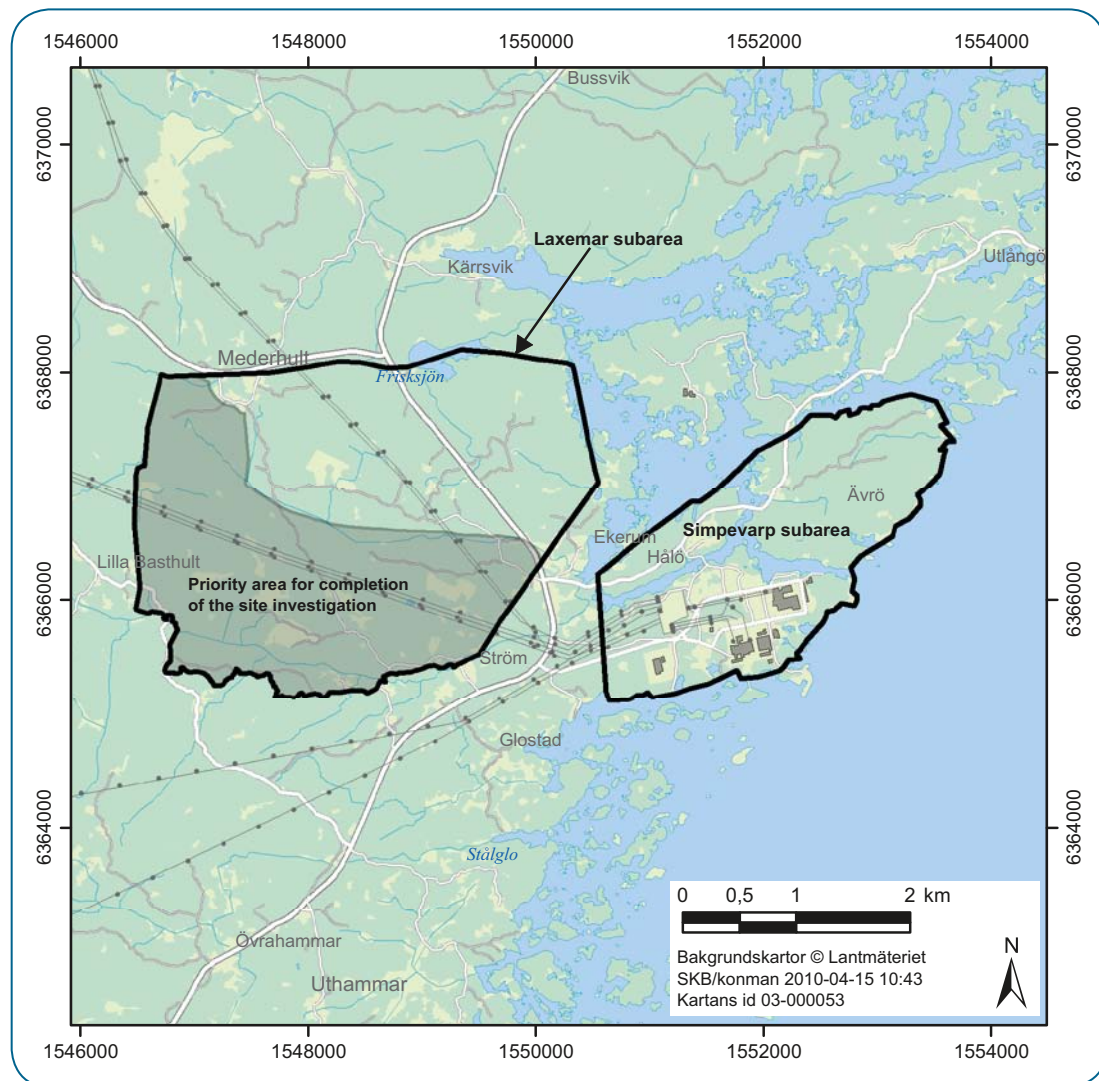 1546000 1548000 1550000 1552000 1554000
Bussvik
6370000
6370000
Laxemar subarea
Utlångö
Kärrsvik
Mederhult
6368000
Frisksjön
6368000
Ävrö
Simpevarp subarea
Ekerum
Hålö
Lilla Basthult
6366000
Priority area for completion
of the site investigation
6366000
Ström
Glostad
6364000
Stålglo
6364000
0 0,5 1 2 km
Övrahammar
Uthammar
Bakgrundskartor © Lantmäteriet
SKB/konman 2010-04-15 10:43
Kartans id 03-000053
N
1546000 1548000 1550000 1552000 1554000